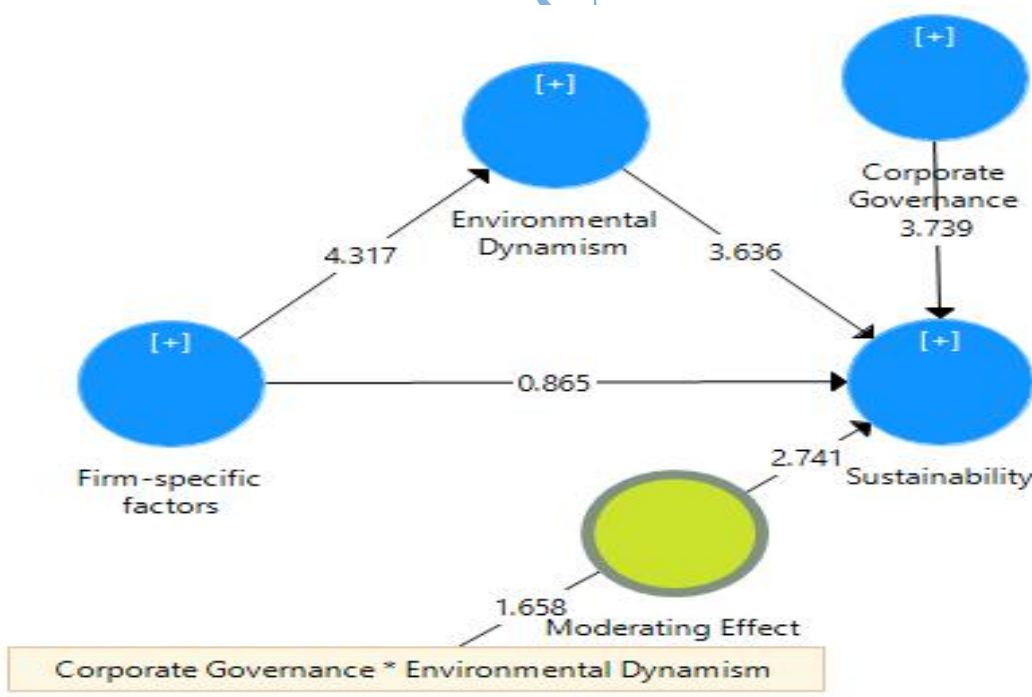 [+]
[+]
Corporate
Governance
3.739
Environmental
Dynamism
4.317
3.636
[+]
[+]
0.865
Firm-specific
factors
2.741
Sustainability
1.658
Moderating Effect
Corporate Governance * Environmental Dynamism